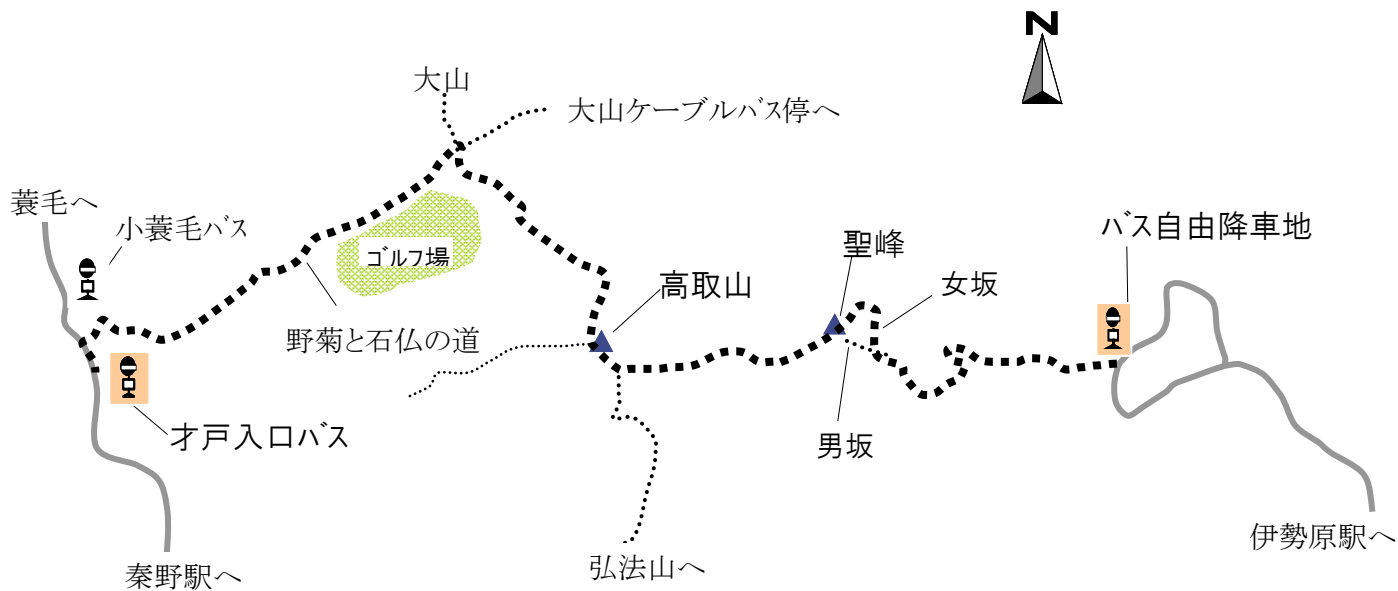 N
大山
大山ケーブルバス停へ
蓑毛へ
小蓑毛バス
バス自由降車地
聖峰
ゴルフ場
女坂
高取山
野菊と石仏の道
才戸入口バス
男坂
伊勢原駅へ
弘法山へ
秦野駅へ